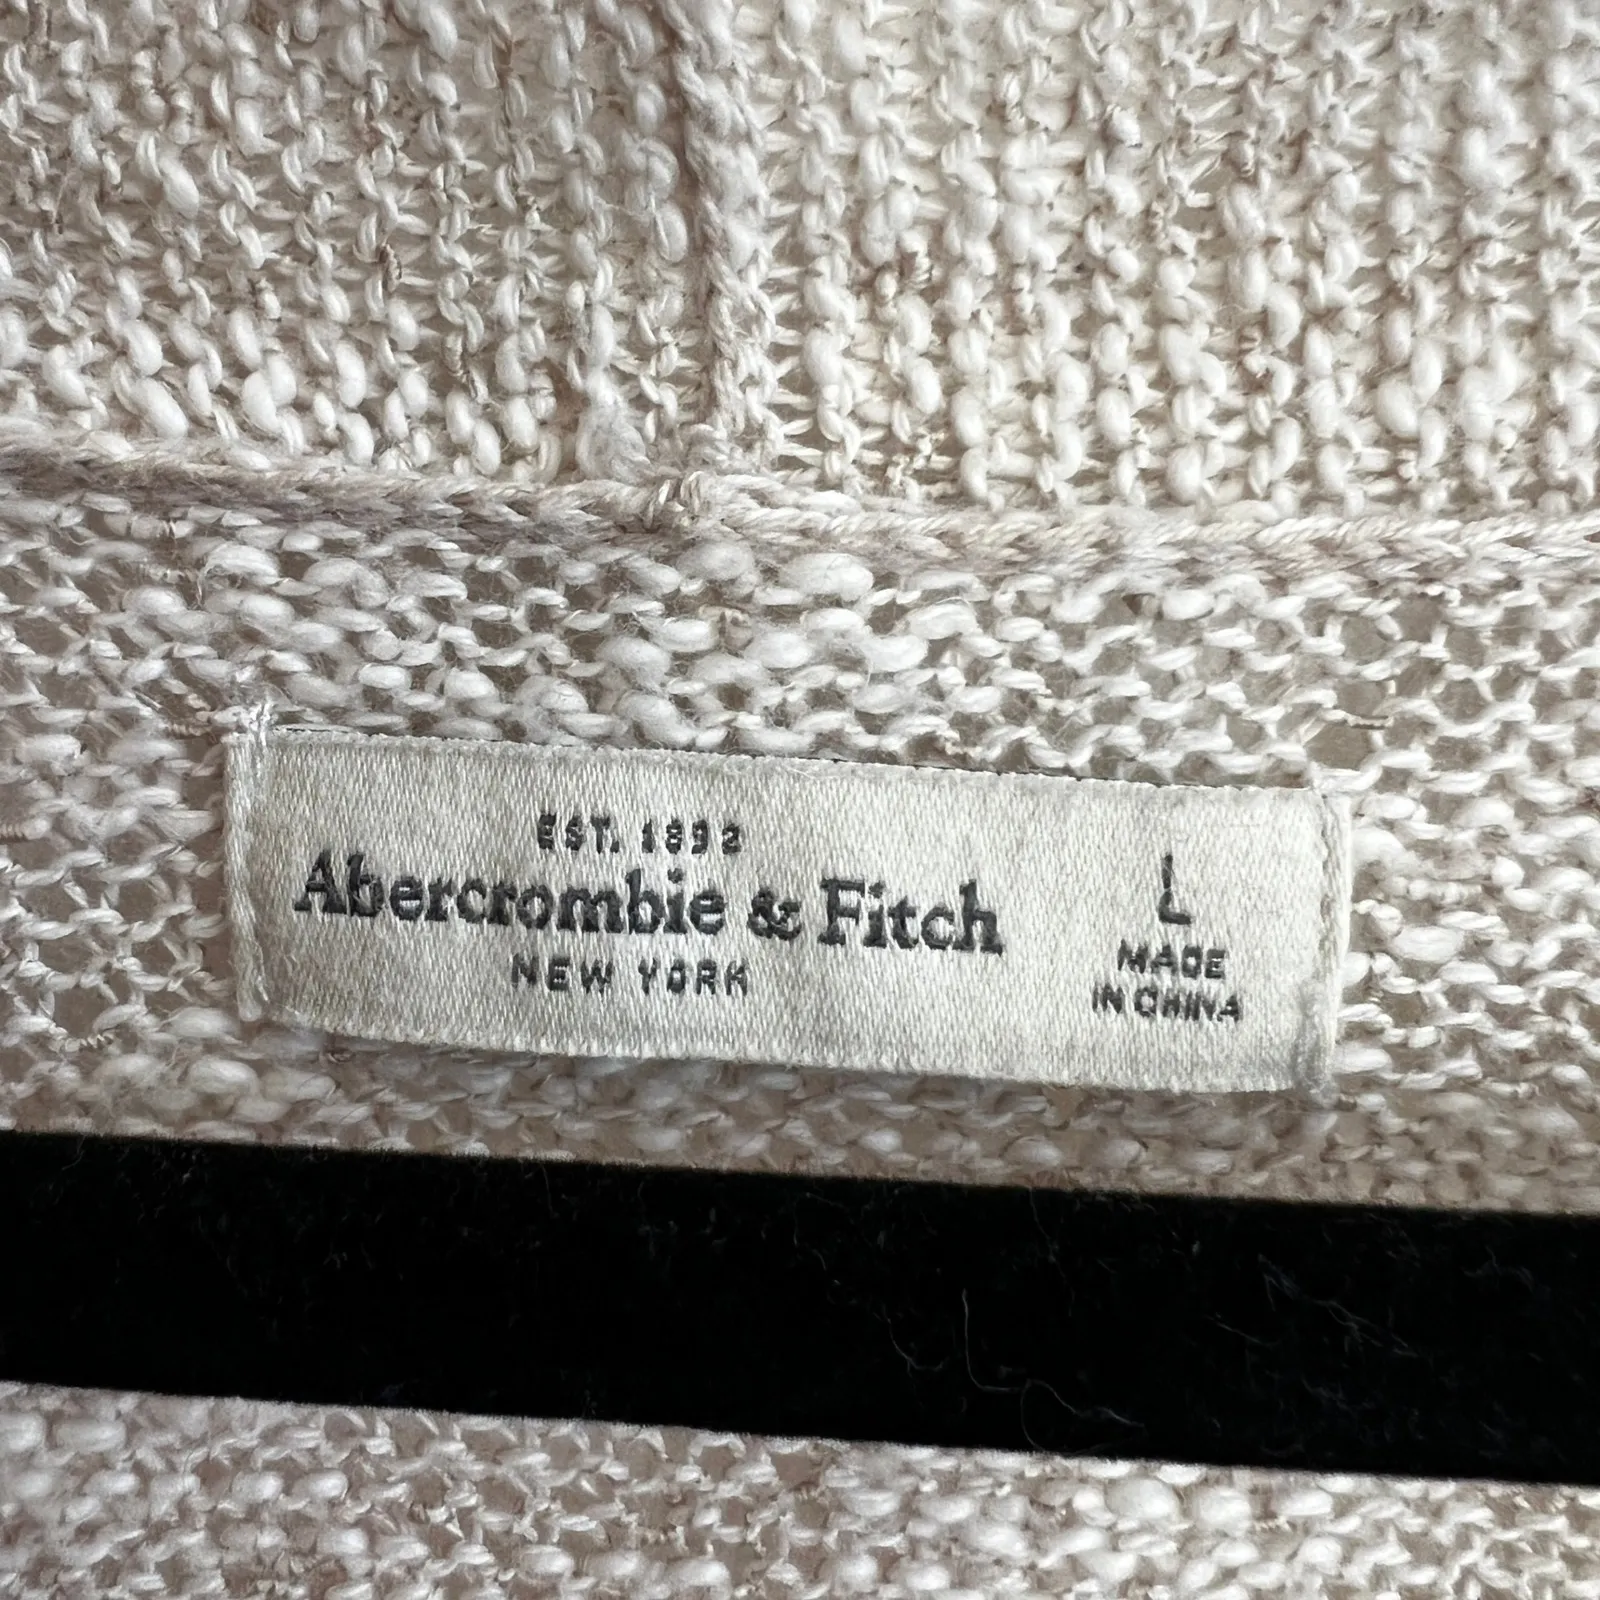 EST. 1892
Abercrombie & Fitch
NEW YORK
L
MADE
IN CHINA